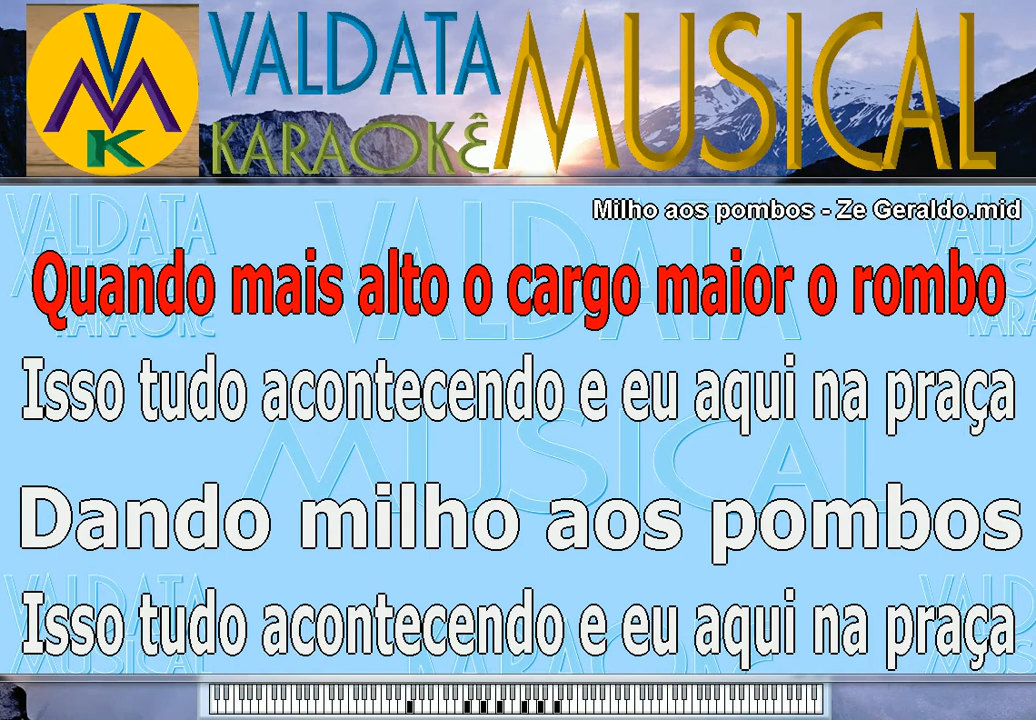 VMK
VALDATA MUSICAL
KARAOKÊ
Milho aos pombos - Ze Geraldo.mid
Quando mais alto o cargo maior o rombo
Isso tudo acontecendo e eu aqui na praça
Dando milho aos pombos
Isso tudo acontecendo e eu aqui na praça